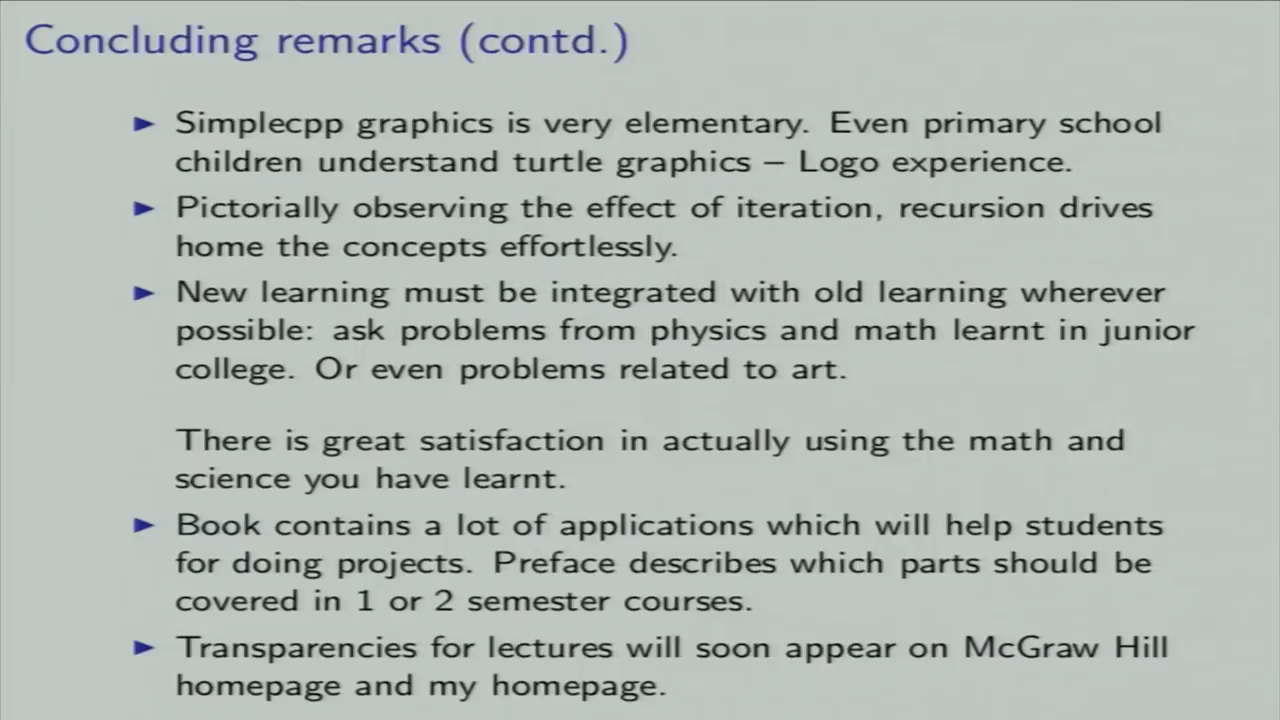 Concluding remarks (contd.)
Simplecpp graphics is very elementary. Even primary school
children understand turtle graphics – Logo experience.
Pictorially observing the effect of iteration, recursion drives
home the concepts effortlessly.
New learning must be integrated with old learning wherever
possible: ask problems from physics and math learnt in junior
college. Or even problems related to art.
There is great satisfaction in actually using the math and
science you have learnt.
Book contains a lot of applications which will help students
for doing projects. Preface describes which parts should be
covered in 1 or 2 semester courses.
Transparencies for lectures will soon appear on McGraw Hill
homepage and my homepage.